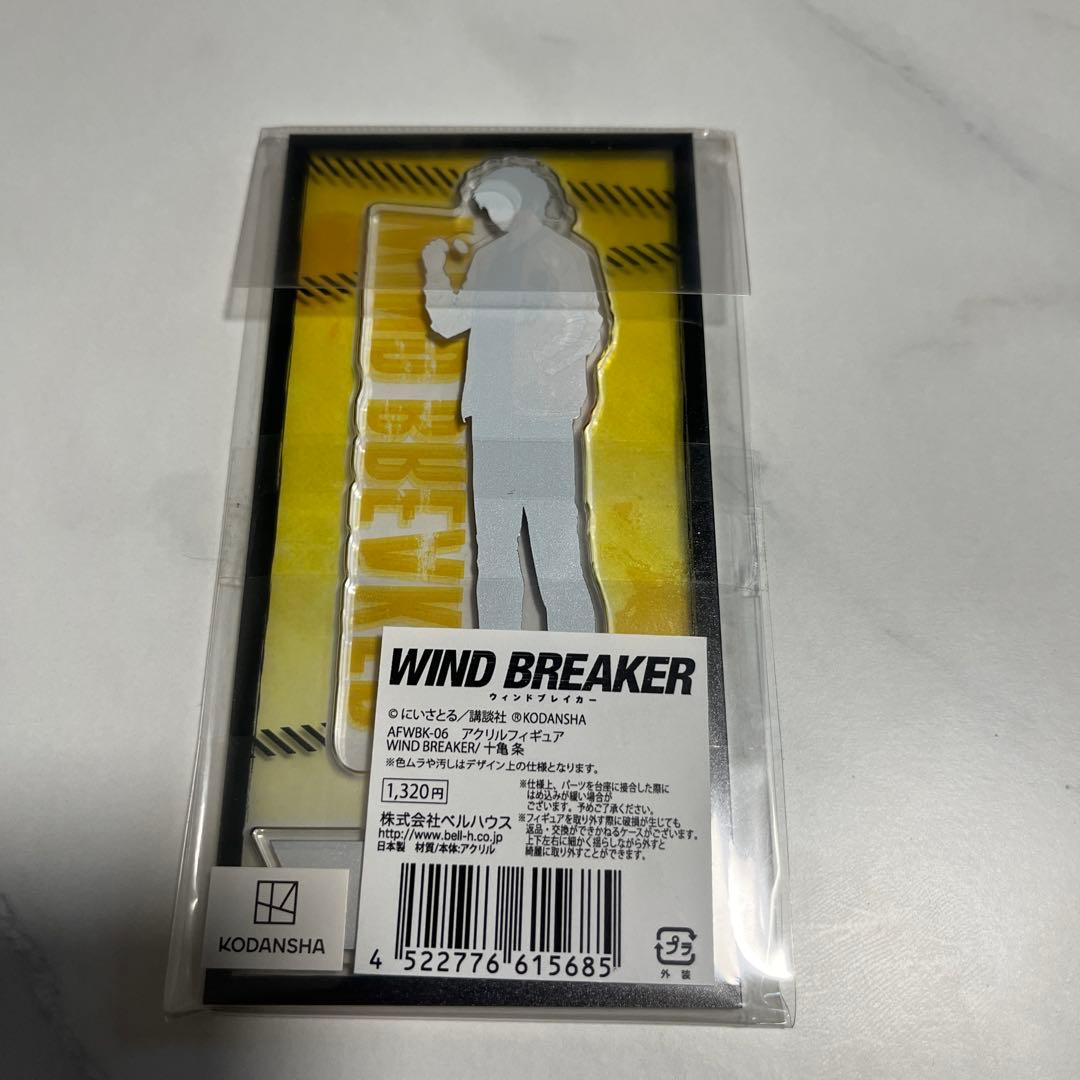 WIND BREAKER
WIND BREAKER
ウィンドブレイカー
© にいさとる／講談社 ®KODANSHA
AFWBK-06 アクリルフィギュア
WIND BREAKER/ 十亀 条
※色ムラや汚しはデザイン上の仕様となります。
1,320円
株式会社ベルハウス
http://www.bell-h.co.jp
日本製 材質/本体:アクリル
※仕様上、パーツを台座に接合した際に
はめ込みが緩い場合が
ございます。予めご了承ください。
※フィギュアを取り外す際に破損が生じても
返品・交換ができかねるケースがございます。
上下左右に細かく揺らしながら外すと
綺麗に取り外すことができます。
4 522776 615685
プラ
外 装
KODANSHA